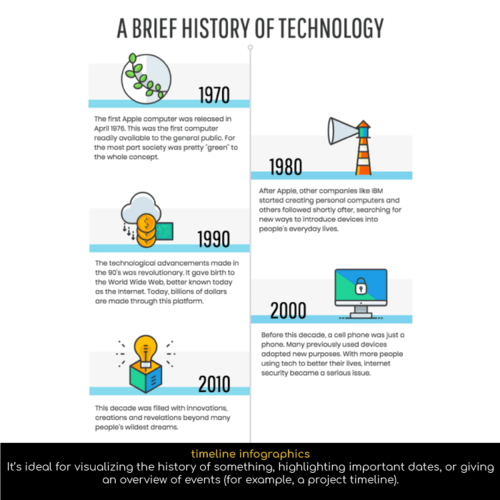 A BRIEF HISTORY OF TECHNOLOGY
1970
The first Apple computer was released in
April 1976. This was the first computer
readily available to the general public. For
the most part society was pretty "green" to
the whole concept.
1980
After Apple, other companies like IBM
started creating personal computers and
others followed shortly after, searching for
new ways to introduce devices into
people's everyday lives.
1990
The technological advancements made in
the 90's was revolutionary. It gave birth to
the World Wide Web, better known today
as the Internet. Today, billions of dollars
are made through this platform.
2000
Before this decade, a cell phone was just a
phone. Many previously used devices
adopted new purposes. With more people
using tech to better their lives, internet
security became a serious issue.
2010
This decade was filled with innovations,
creations and revelations beyond many
people's wildest dreams.
timeline infographics
It's ideal for visualizing the history of something, highlighting important dates, or giving
an overview of events (for example, a project timeline).